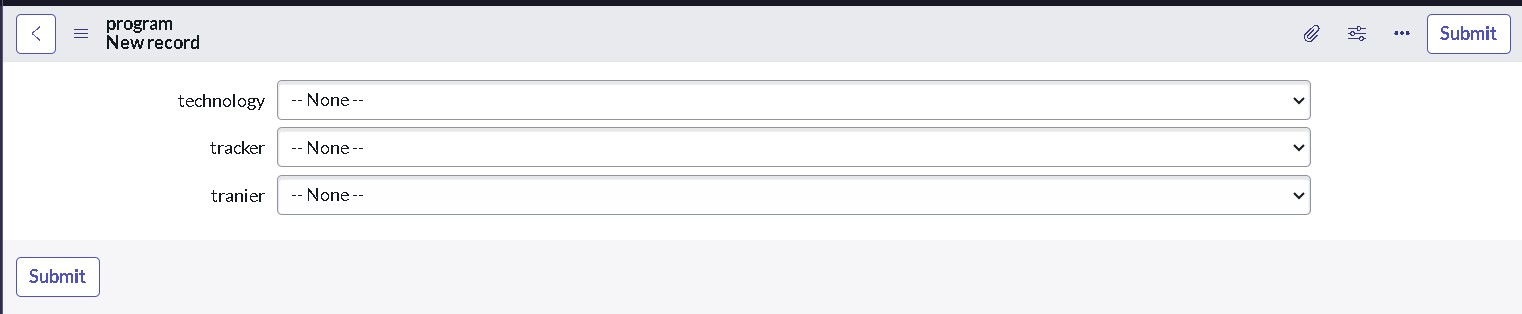 program
New record
Submit
technology
-- None --
tracker
-- None --
tranier
-- None --
Submit